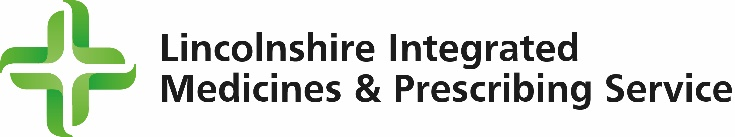 Lincolnshire Integrated
Medicines & Prescribing Service